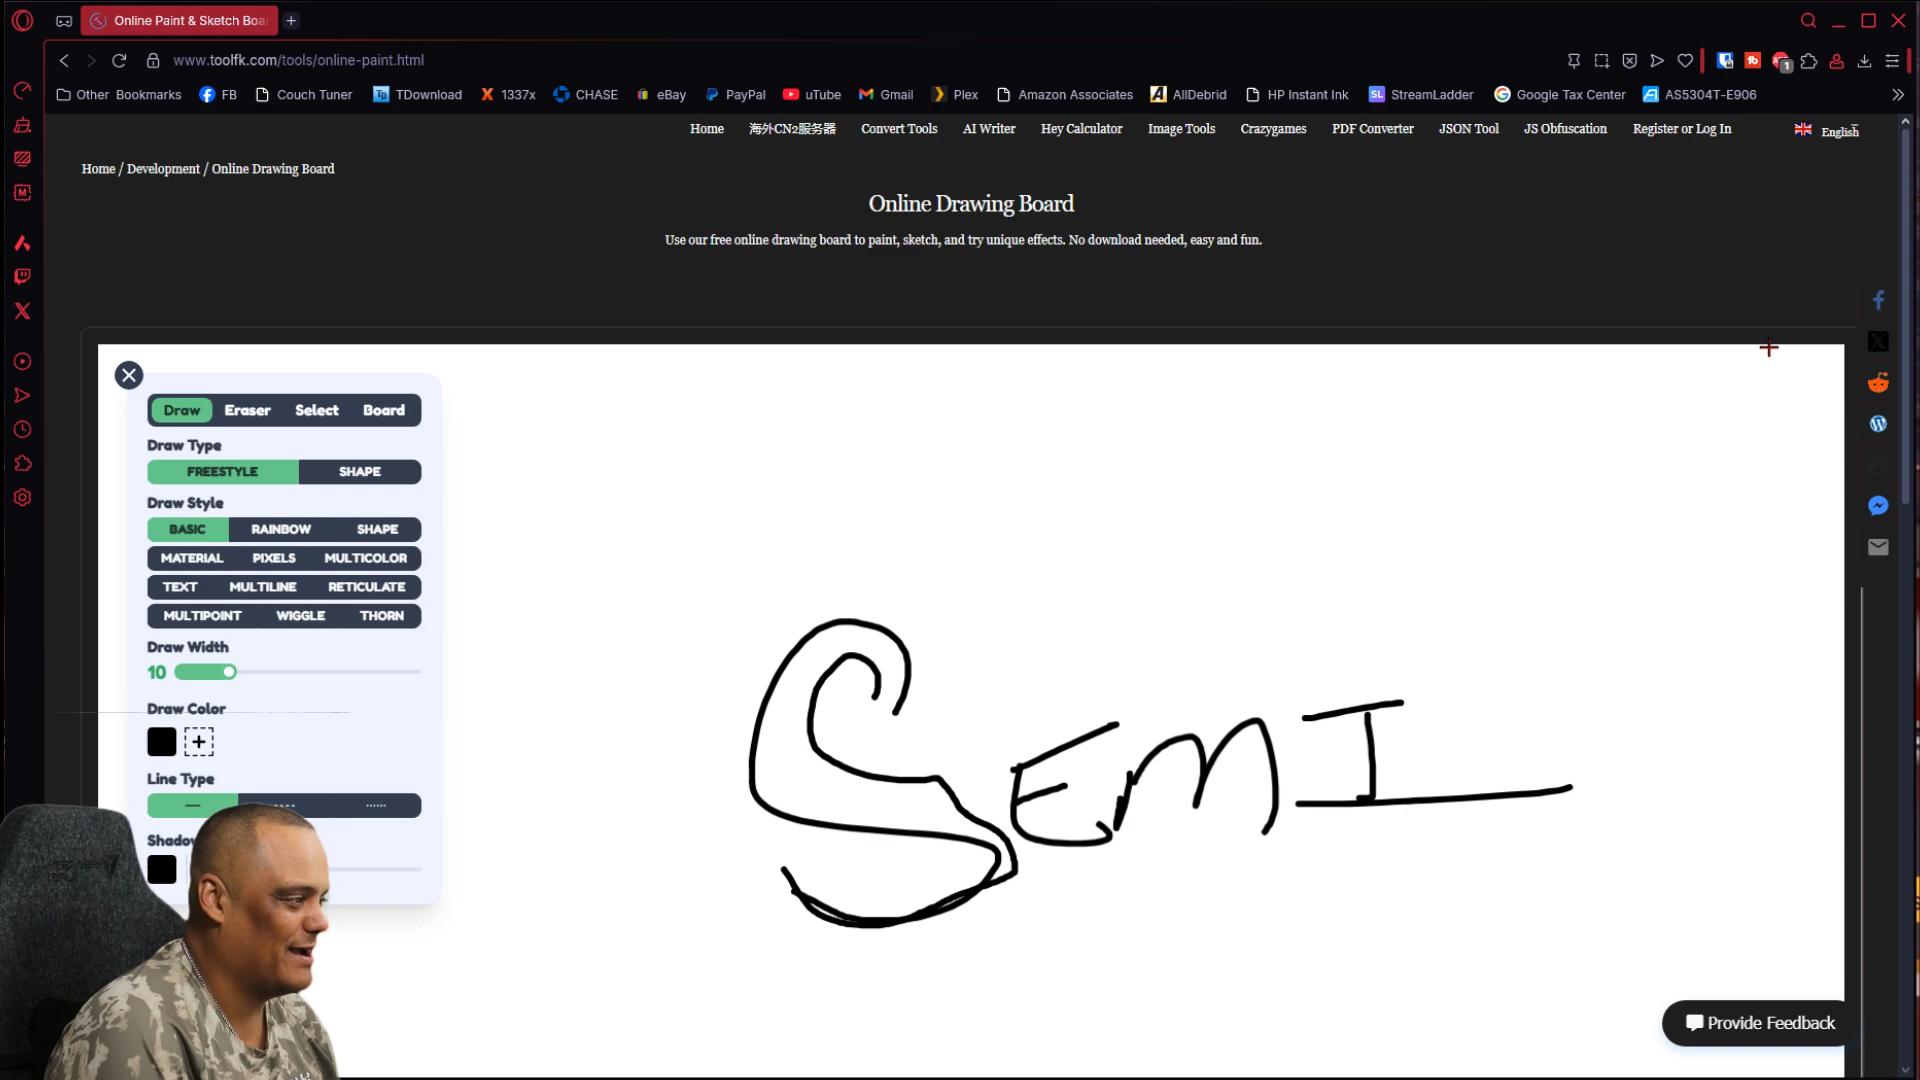 Online Paint & Sketch Boa
www.toolfk.com/tools/online-paint.html
1
Other Bookmarks FB Couch Tuner TDownload 1337x CHASE eBay PayPal uTube Gmail Plex Amazon Associates AllDebrid HP Instant Ink StreamLadder Google Tax Center AS5304T-E906
Home 海外CN2服务器 Convert Tools AI Writer Hey Calculator Image Tools Crazygames PDF Converter JSON Tool JS Obfuscation Register or Log In English
Home / Development / Online Drawing Board
Online Drawing Board
Use our free online drawing board to paint, sketch, and try unique effects. No download needed, easy and fun.
Draw Eraser Select Board
Draw Type
FREESTYLE SHAPE
Draw Style
BASIC RAINBOW SHAPE
MATERIAL PIXELS MULTICOLOR
TEXT MULTILINE RETICULATE
MULTIPOINT WIGGLE THORN
Draw Width
10
Draw Color
Line Type
Shadow
SEMI
Provide Feedback